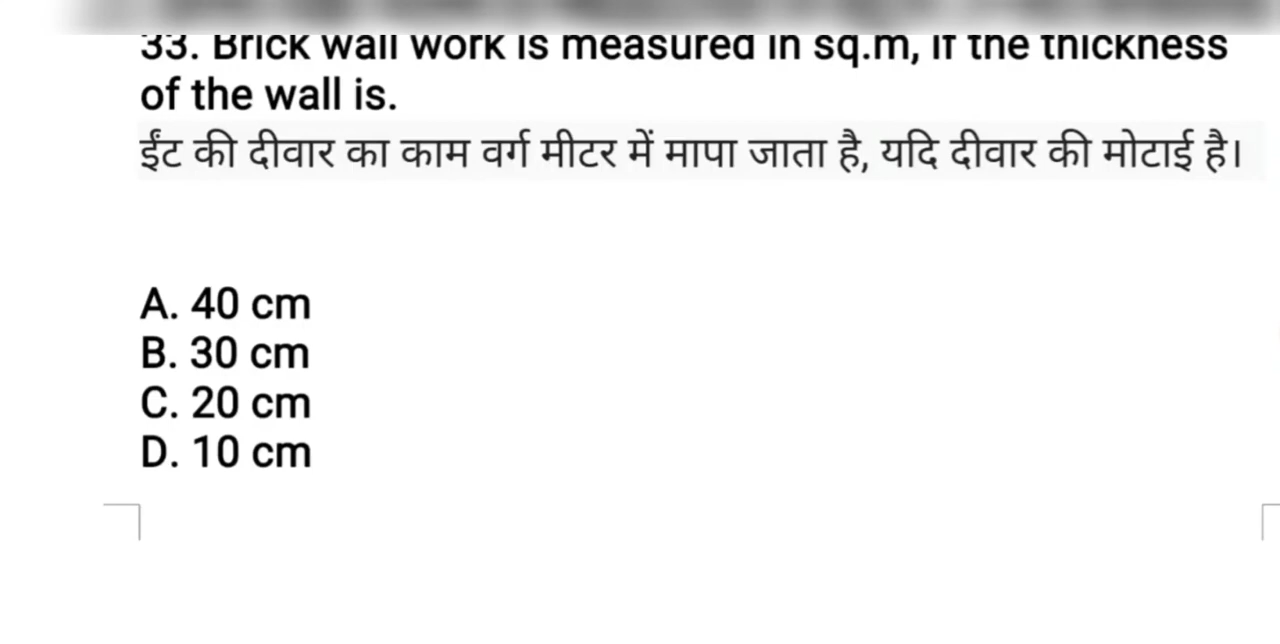 33. Brick wall work is measured in sq.m, if the thickness
of the wall is.
ईंट की दीवार का काम वर्ग मीटर में मापा जाता है, यदि दीवार की मोटाई है।
A. 40 cm
B. 30 cm
C. 20 cm
D. 10 cm